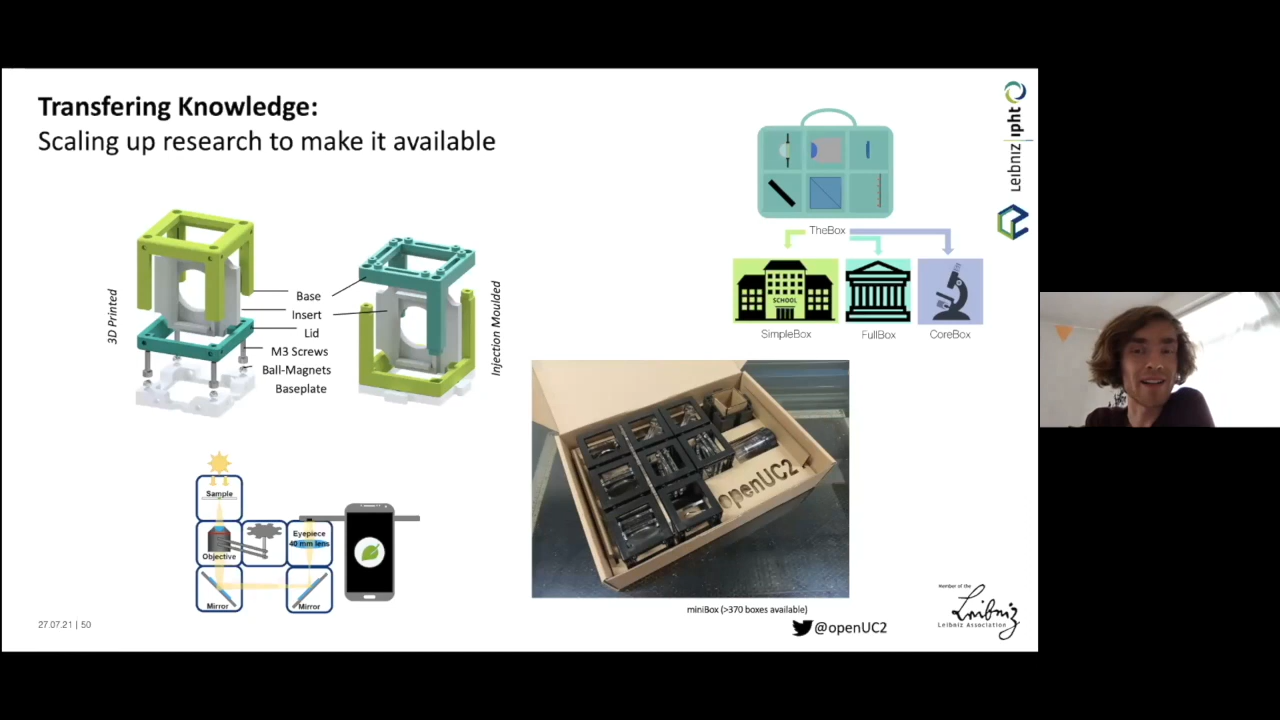 Transfering Knowledge:
Scaling up research to make it available
Leibniz ipht
3D Printed
Base
Insert
Lid
M3 Screws
Ball-Magnets
Baseplate
Injection Moulded
TheBox
SCHOOL
SimpleBox
FullBox
CoreBox
Sample
Objective
Eyepiece
40 mm lens
Mirror
Mirror
openUC2
miniBox (>370 boxes available)
@openUC2
Member of the
Leibniz
Leibniz Association
27.07.21 | 50